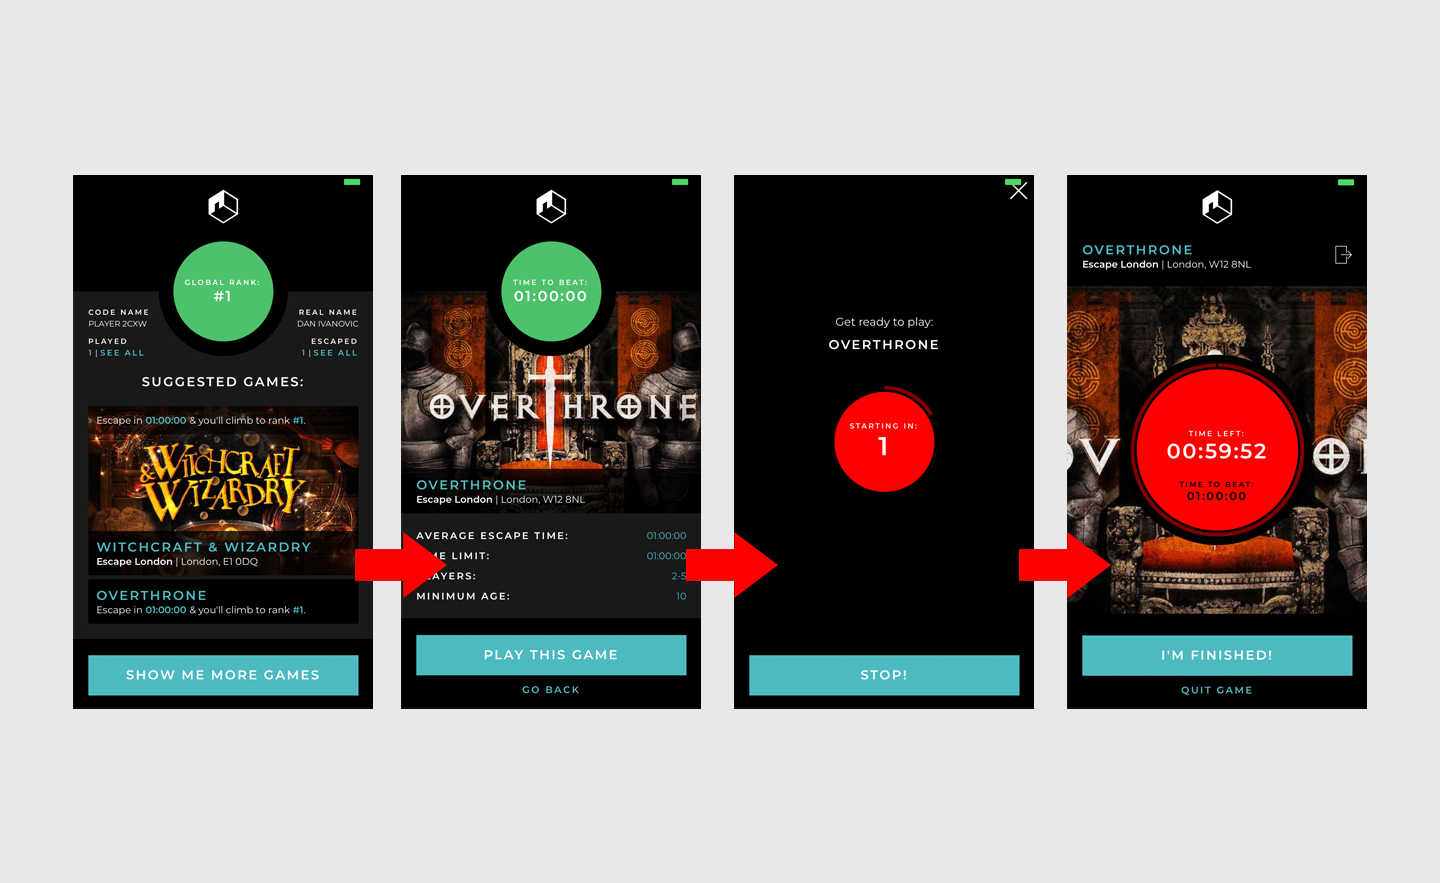 GLOBAL RANK:
#1
CODE NAME
PLAYER 2CXW
REAL NAME
DAN IVANOVIC
PLAYED
1 | SEE ALL
ESCAPED
1 | SEE ALL
SUGGESTED GAMES:
Escape in 01:00:00 & you'll climb to rank #1.
WITCHCRAFT
& WIZARDRY
WITCHCRAFT & WIZARDRY
Escape London | London, E1 0DQ
OVERTHRONE
Escape in 01:00:00 & you'll climb to rank #1.
SHOW ME MORE GAMES
TIME TO BEAT:
01:00:00
OVERTHRONE
OVERTHRONE
Escape London | London, W12 8NL
AVERAGE ESCAPE TIME:
01:00:00
ME LIMIT:
01:00:00
AYERS:
2-5
MINIMUM AGE:
10
PLAY THIS GAME
GO BACK
Get ready to play:
OVERTHRONE
STARTING IN:
1
STOP!
OVERTHRONE
Escape London | London, W12 8NL
OV O
TIME LEFT:
00:59:52
TIME TO BEAT:
01:00:00
I'M FINISHED!
QUIT GAME